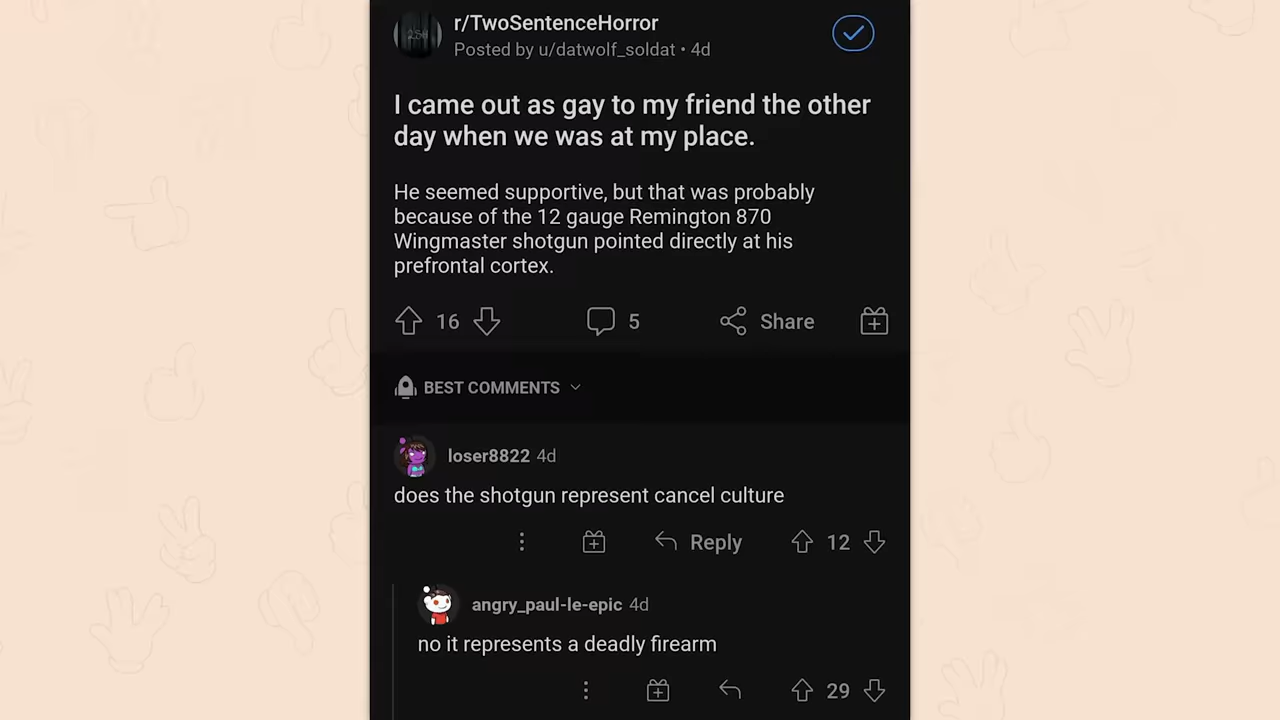 r/TwoSentenceHorror
Posted by u/datwolf_soldat • 4d
I came out as gay to my friend the other
day when we was at my place.
He seemed supportive, but that was probably
because of the 12 gauge Remington 870
Wingmaster shotgun pointed directly at his
prefrontal cortex.
16
5
Share
BEST COMMENTS
loser8822 4d
does the shotgun represent cancel culture
Reply
12
angry_paul-le-epic 4d
no it represents a deadly firearm
29